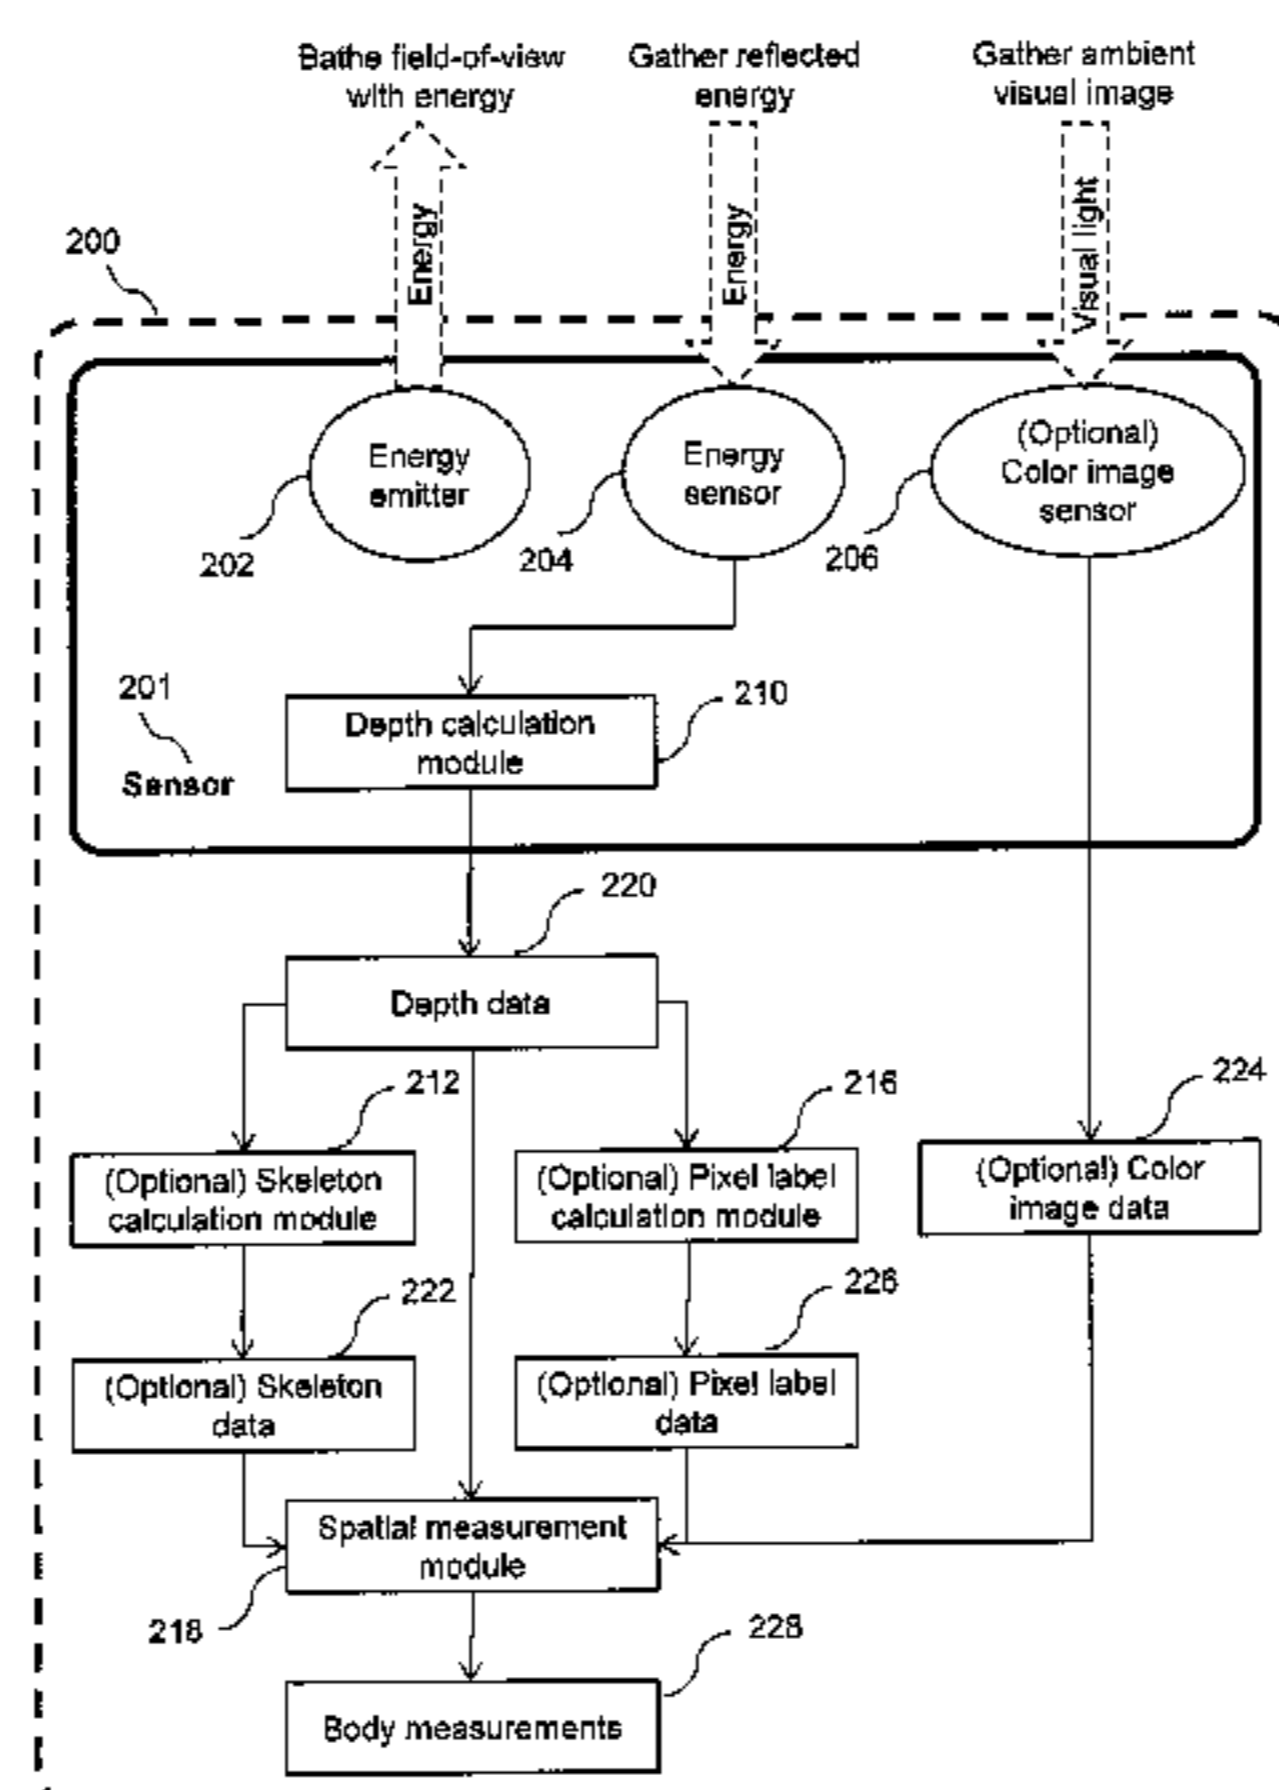 Bathe field-of-view
with energy
Gather reflected
energy
Gather ambient
visual image
Energy
Energy
Visual light
200
Energy
emitter
Energy
sensor
(Optional)
Color image
sensor
202
204
206
201
Sensor
Depth calculation
module
210
220
Depth data
212
216
224
(Optional) Skeleton
calculation module
(Optional) Pixel label
calculation module
(Optional) Color
image data
222
226
(Optional) Skeleton
data
(Optional) Pixel label
data
Spatial measurement
module
218
228
Body measurements